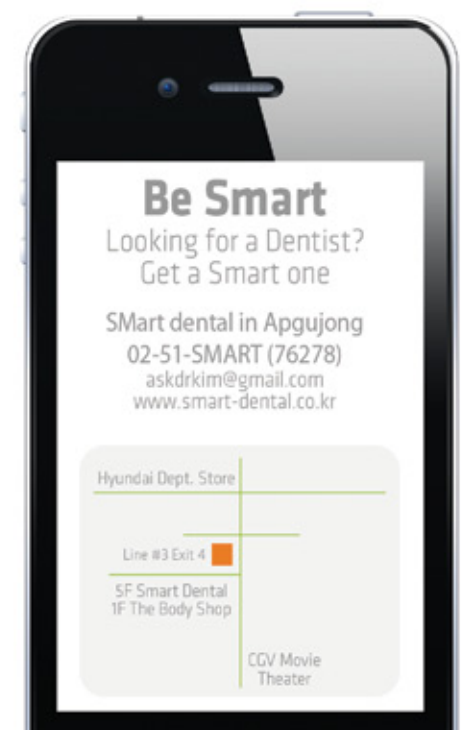 Be Smart
Looking for a Dentist?
Get a Smart one
SMart dental in Apgujong
02-51-SMART (76278)
askdrkim@gmail.com
www.smart-dental.co.kr
Hyundai Dept. Store
Line #3 Exit 4
5F Smart Dental
1F The Body Shop
CGV Movie
Theater